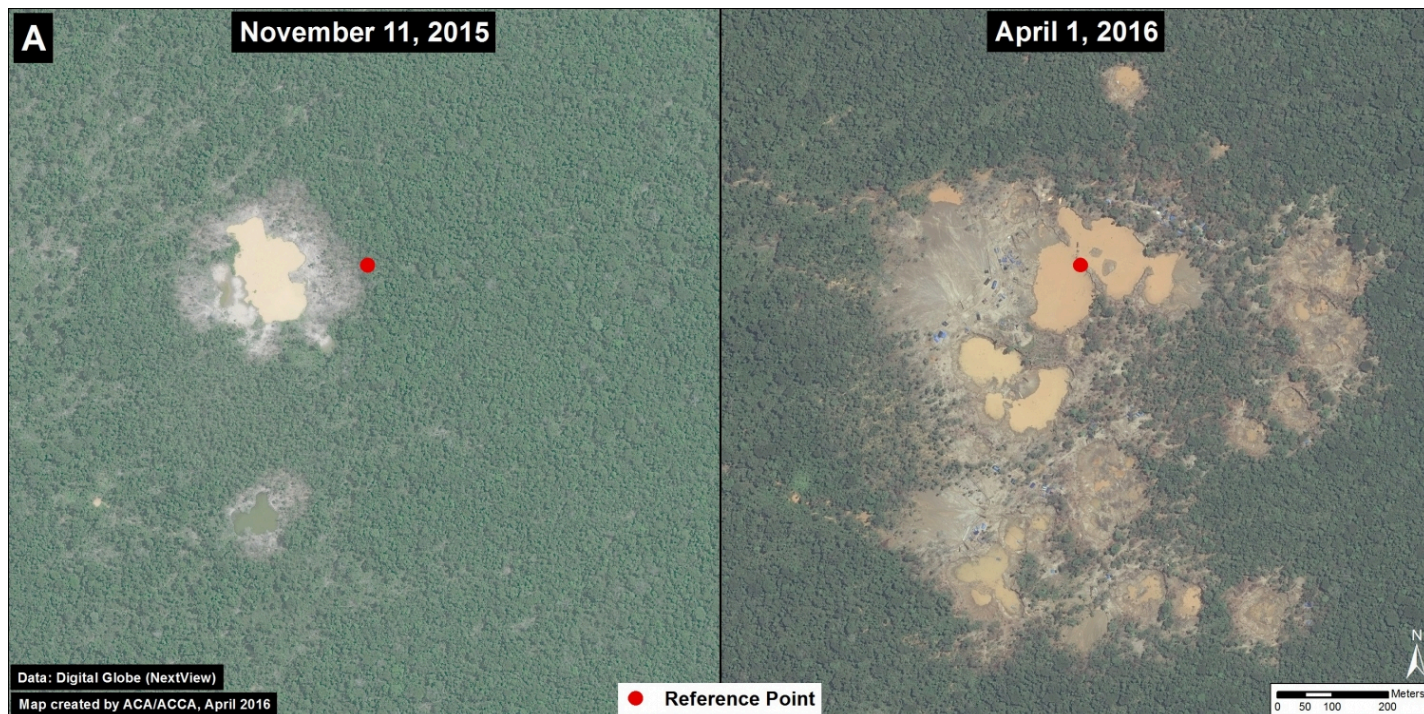 A
November 11, 2015
April 1, 2016
Data: Digital Globe (NextView)
Map created by ACA/ACCA, April 2016
Reference Point
N
Meters
0 50 100 200